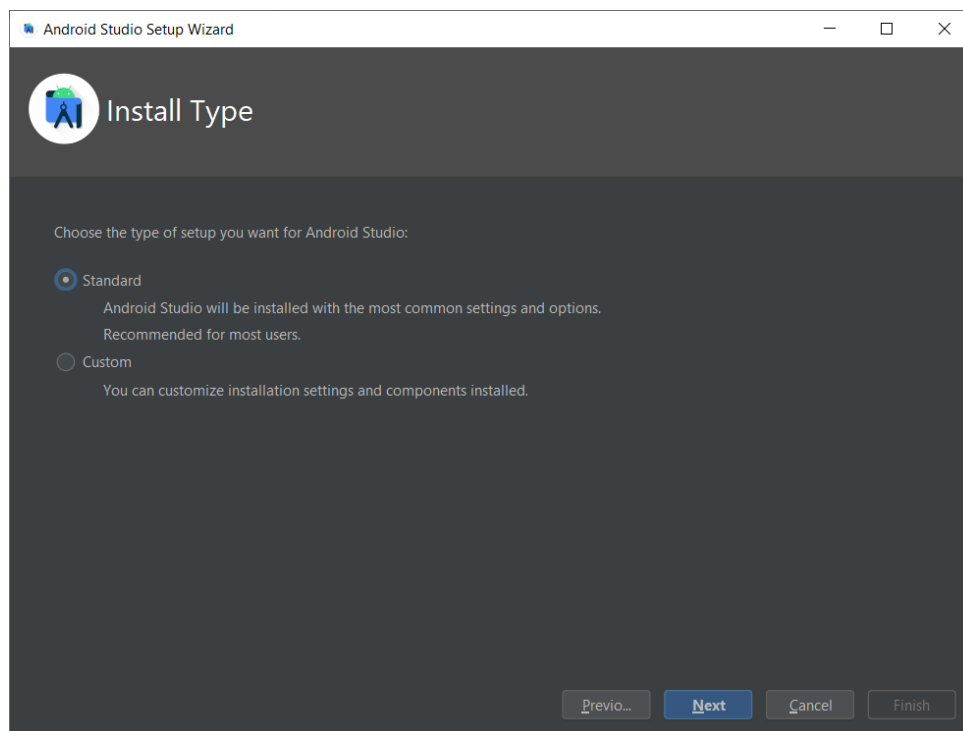 Android Studio Setup Wizard
Install Type
Choose the type of setup you want for Android Studio:
Standard
Android Studio will be installed with the most common settings and options.
Recommended for most users.
Custom
You can customize installation settings and components installed.
Previo... Next Cancel Finish